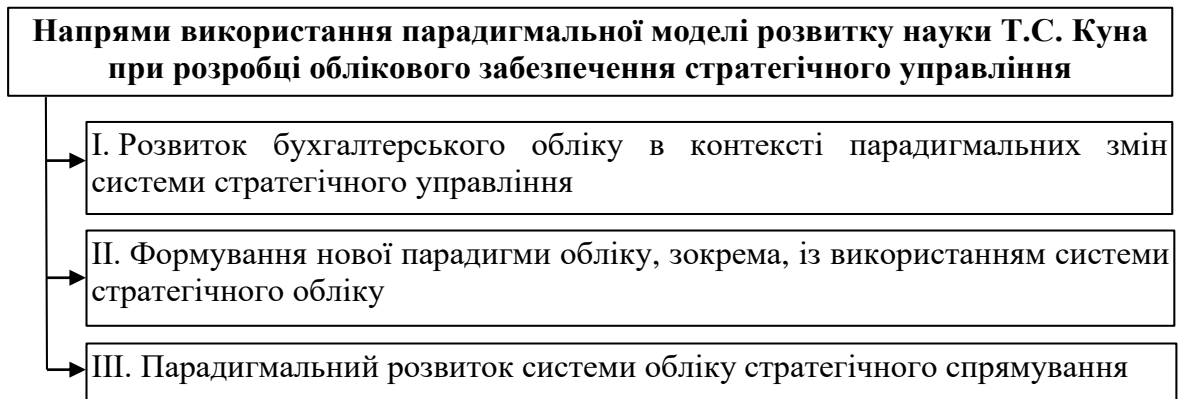 Напрями використання парадигмальної моделі розвитку науки Т.С. Куна
при розробці облікового забезпечення стратегічного управління
І. Розвиток бухгалтерського обліку в контексті парадигмальних змін
системи стратегічного управління
ІІ. Формування нової парадигми обліку, зокрема, із використанням системи
стратегічного обліку
ІІІ. Парадигмальний розвиток системи обліку стратегічного спрямування